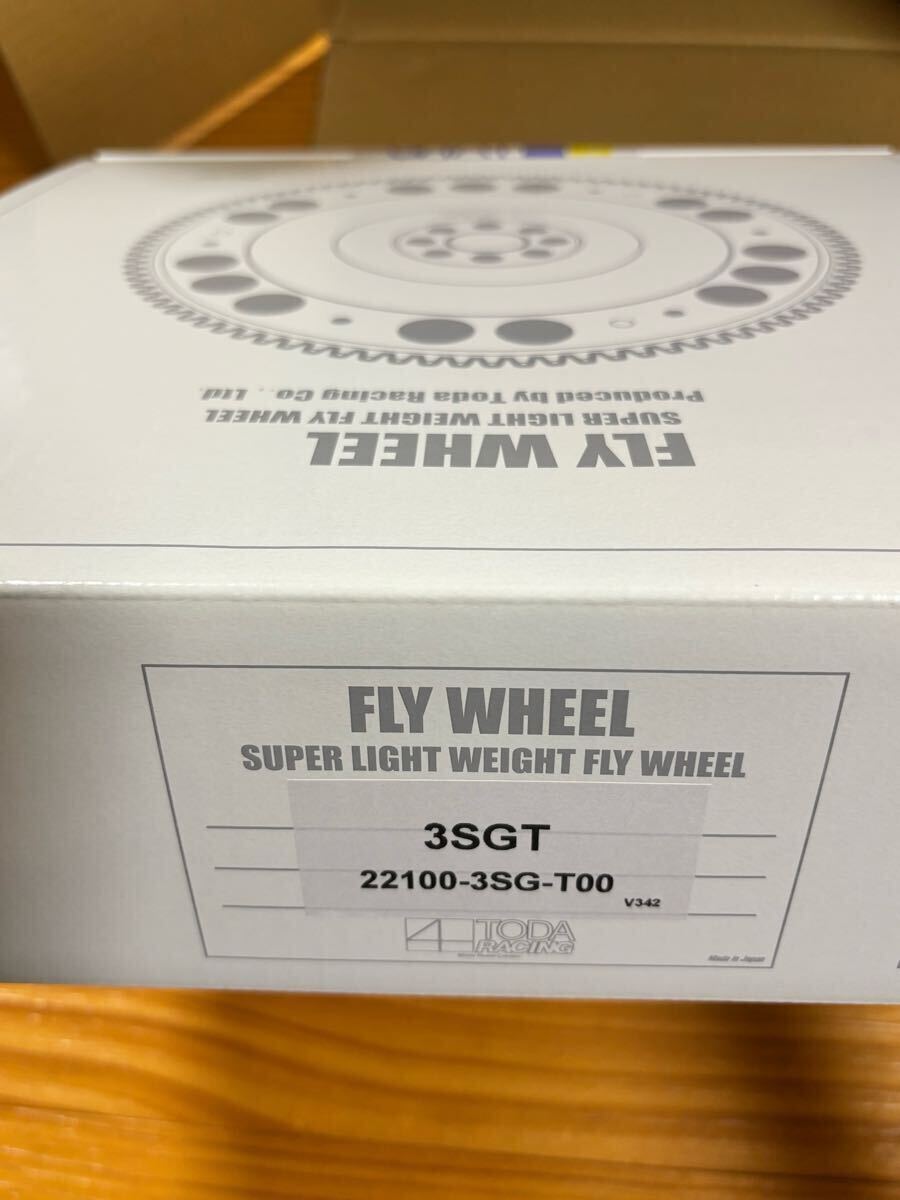 Produced by Toda Racing Co., Ltd.
SUPER LIGHT WEIGHT FLY WHEEL
FLY WHEEL
FLY WHEEL
SUPER LIGHT WEIGHT FLY WHEEL
3SGT
22100-3SG-T00
V342
TODA
RACING
Made in Japan